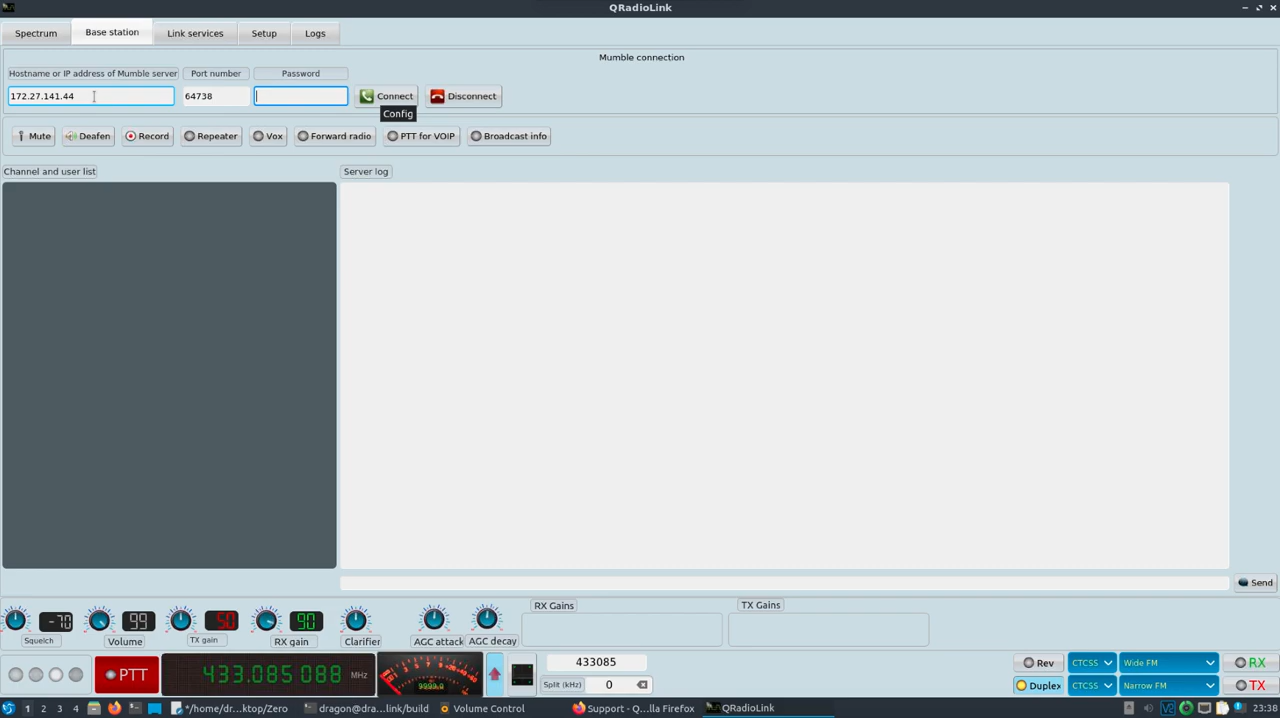 QRadioLink
Spectrum Base station Link services Setup Logs
Mumble connection
Hostname or IP address of Mumble server Port number Password
172.27.141.44 64738 Connect Disconnect
Config
Mute Deafen Record Repeater Vox Forward radio PTT for VOIP Broadcast info
Channel and user list Server log
Send
RX Gains TX Gains
-70 99 50 90
Squelch Volume TX gain RX gain Clarifier AGC attack AGC decay
433085 Rev CTCSS Wide FM RX
PTT 433.085 088 MHz
Split (kHz) 0 Duplex CTCSS Narrow FM TX
1 2 3 4 */home/dr...ktop/Zero dragon@dra...link/build Volume Control Support - Q...lla Firefox QRadioLink 23:38